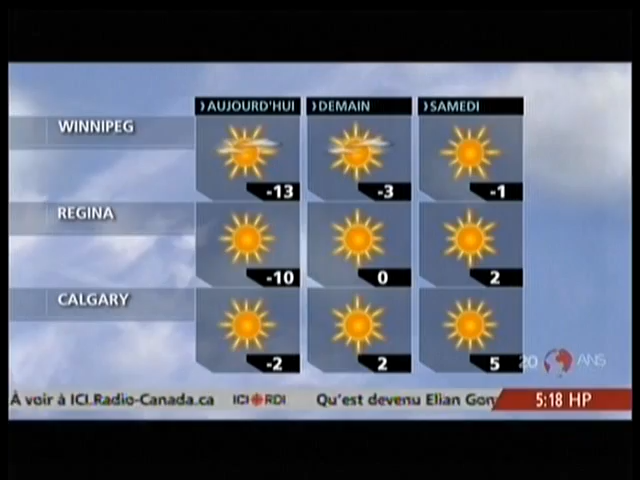 ❯AUJOURD'HUI ❯DEMAIN ❯SAMEDI
WINNIPEG -13 -3 -1
REGINA -10 0 2
CALGARY -2 2 5
20 ANS
À voir à ICI.Radio-Canada.ca ICI RDI Qu'est devenu Elian Gon 5:18 HP